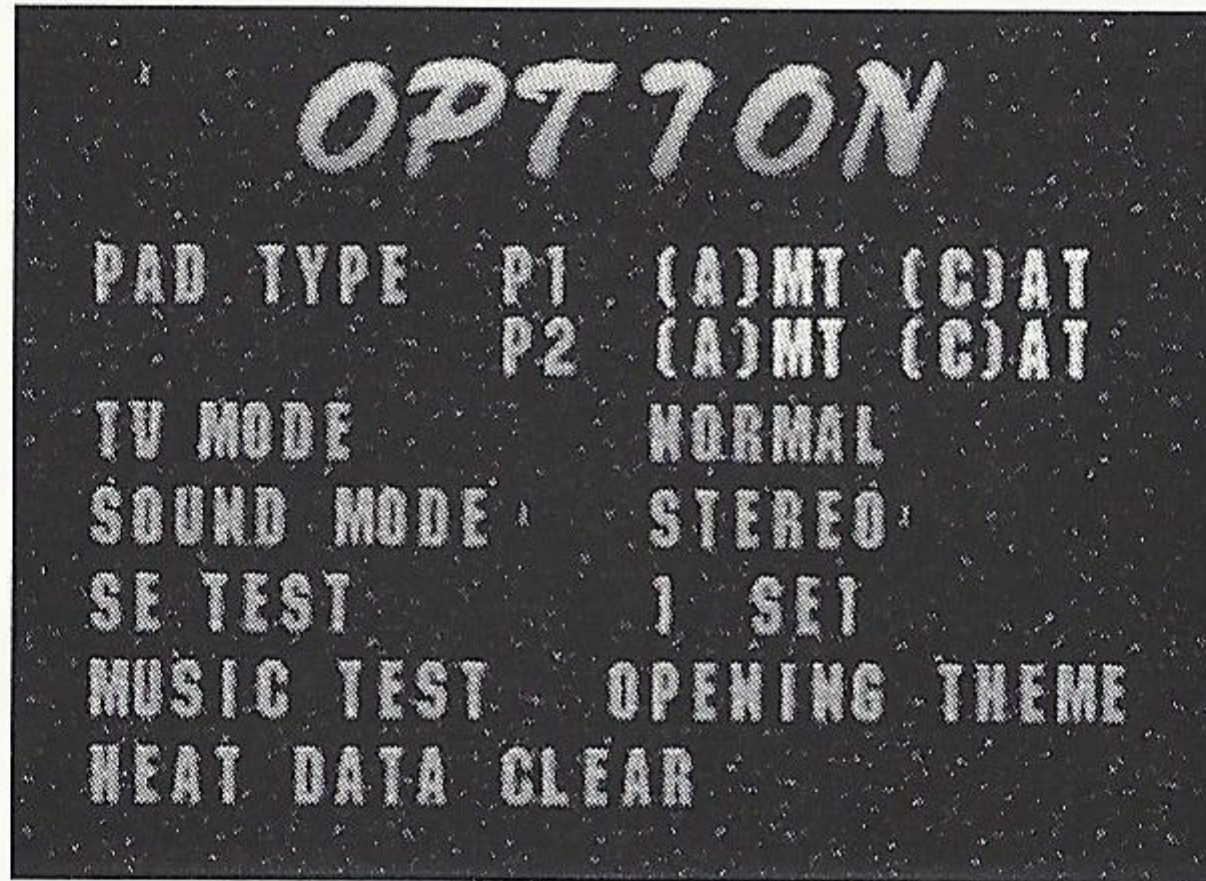 OPTION
PAD TYPE P1 (A)MT (C)AT
P2 (A)MT (C)AT
TV MODE NORMAL
SOUND MODE STEREO
SE TEST 1 SE1
MUSIC TEST OPENING THEME
HEAT DATA CLEAR